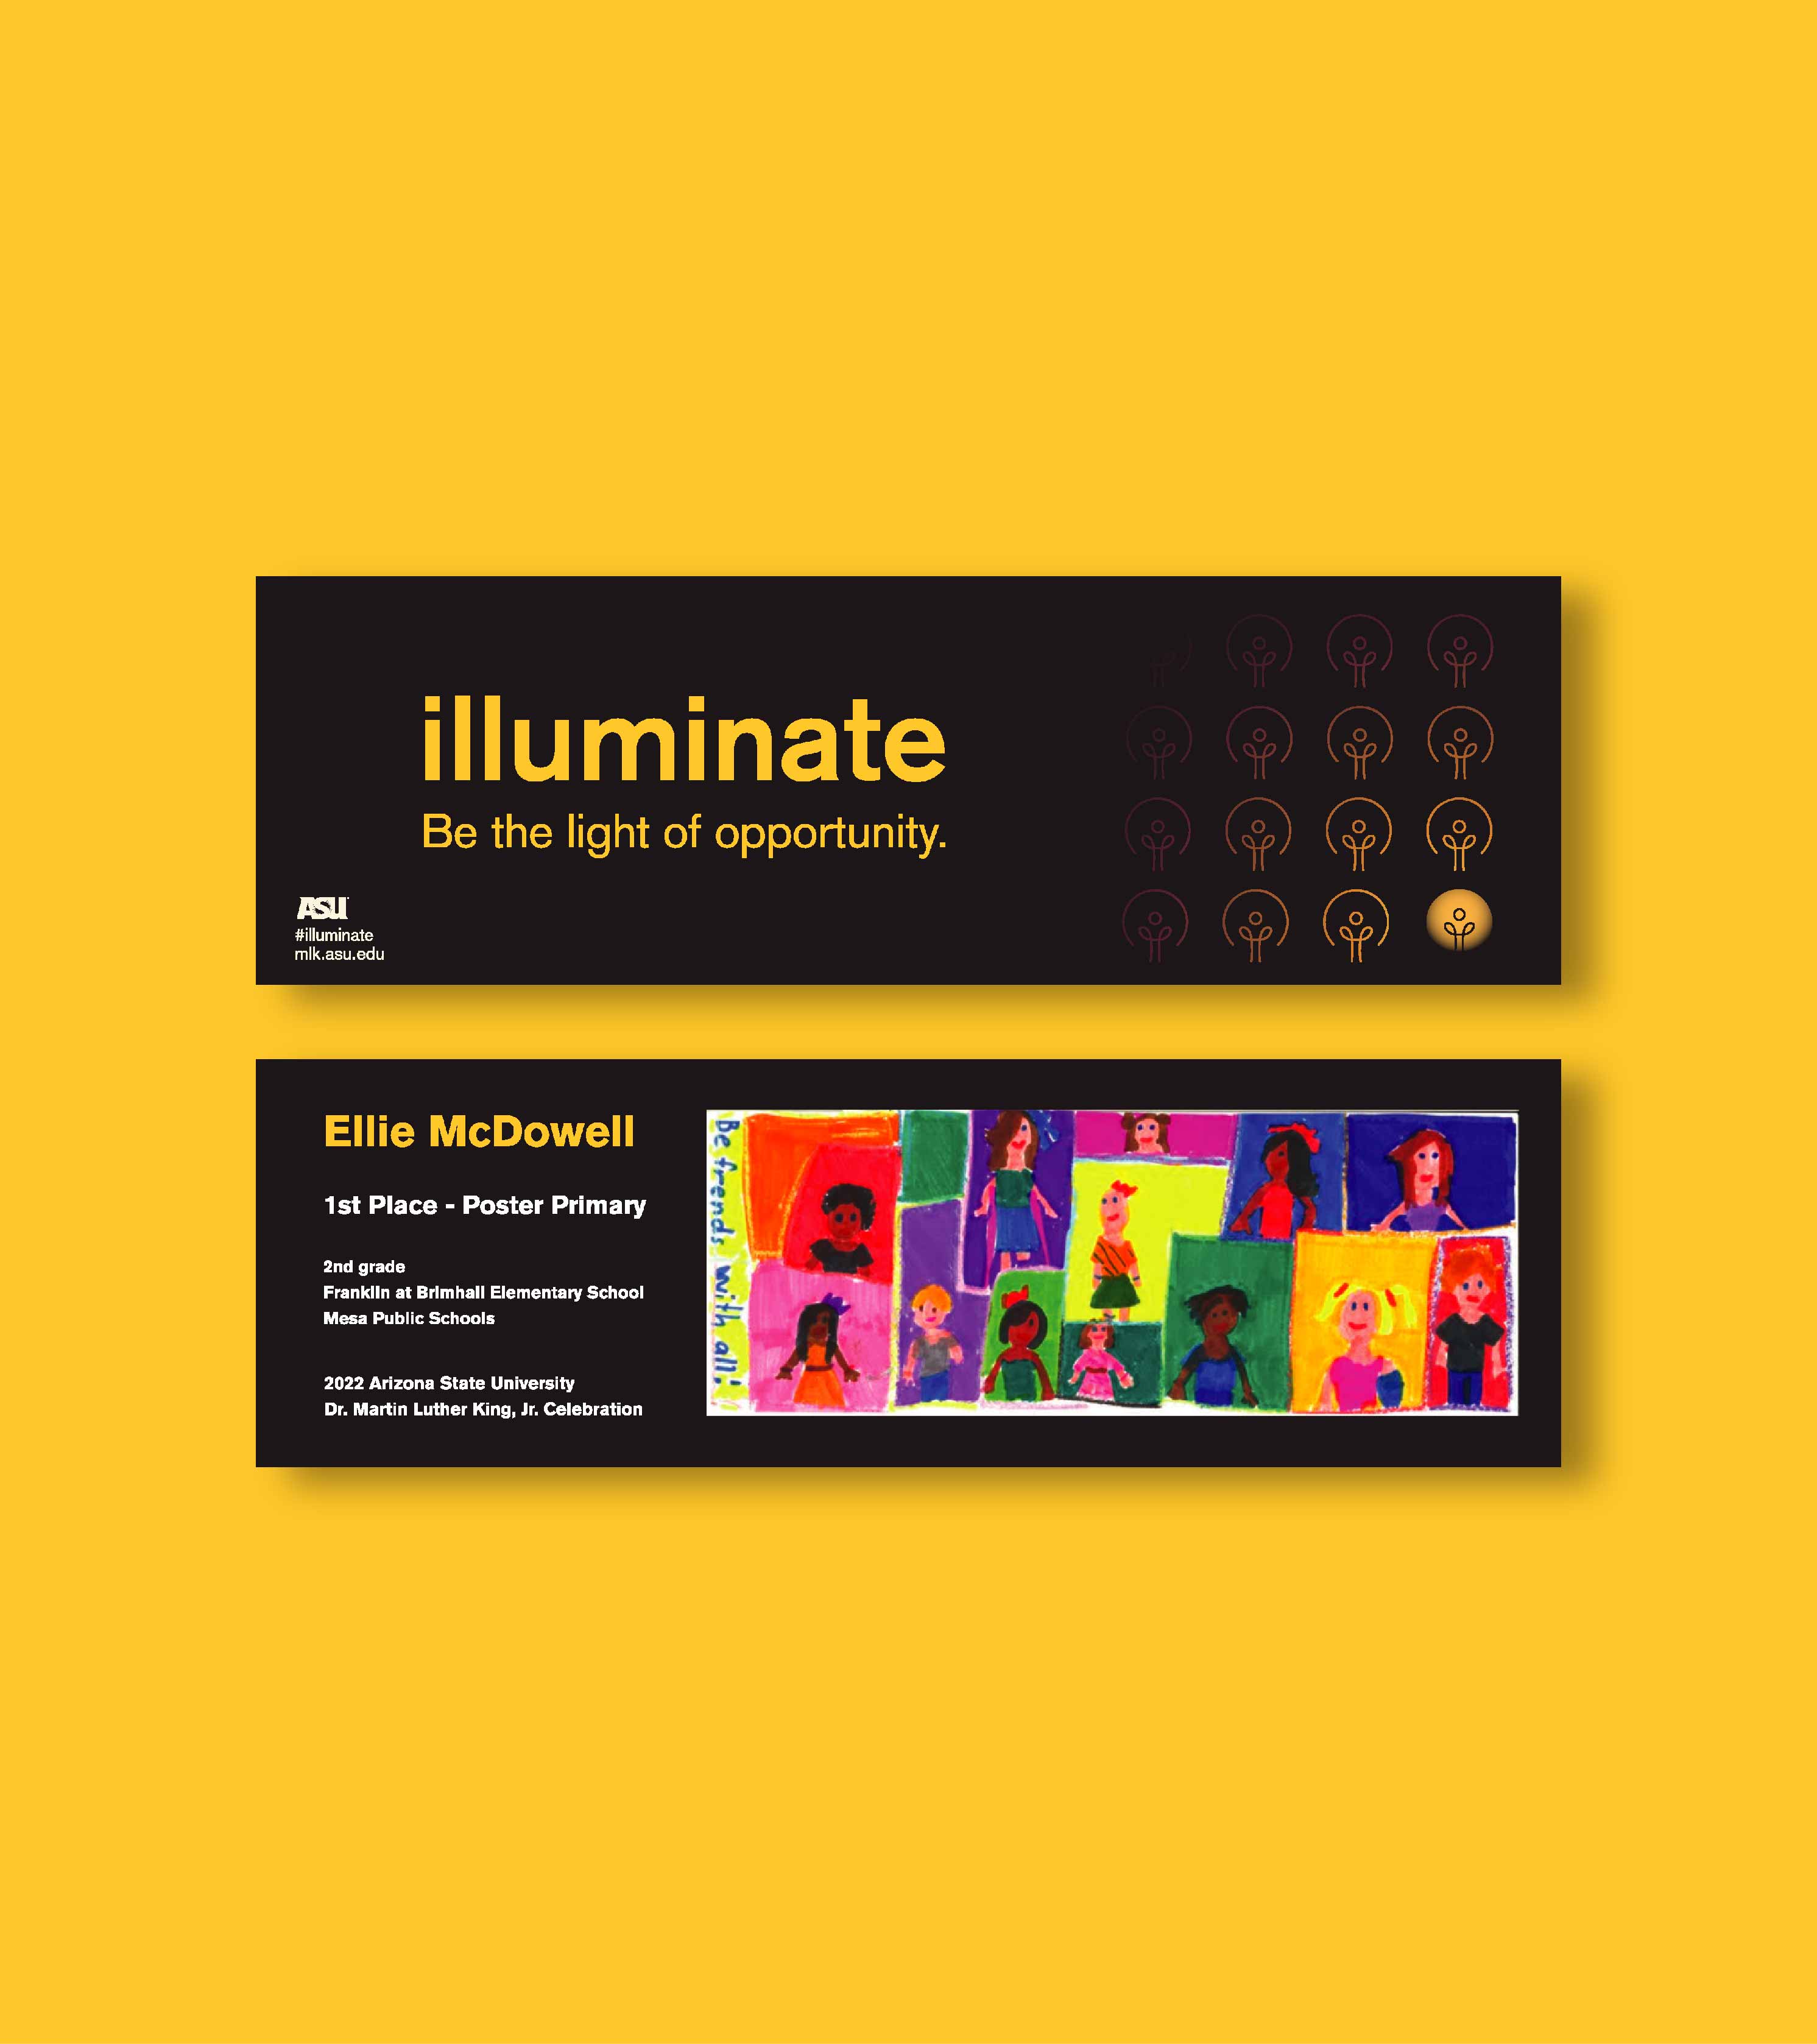 illuminate
Be the light of opportunity.
ASU
#illuminate
mlk.asu.edu
Ellie McDowell
1st Place - Poster Primary
2nd grade
Franklin at Brimhall Elementary School
Mesa Public Schools
2022 Arizona State University
Dr. Martin Luther King, Jr. Celebration
Be frends with all!